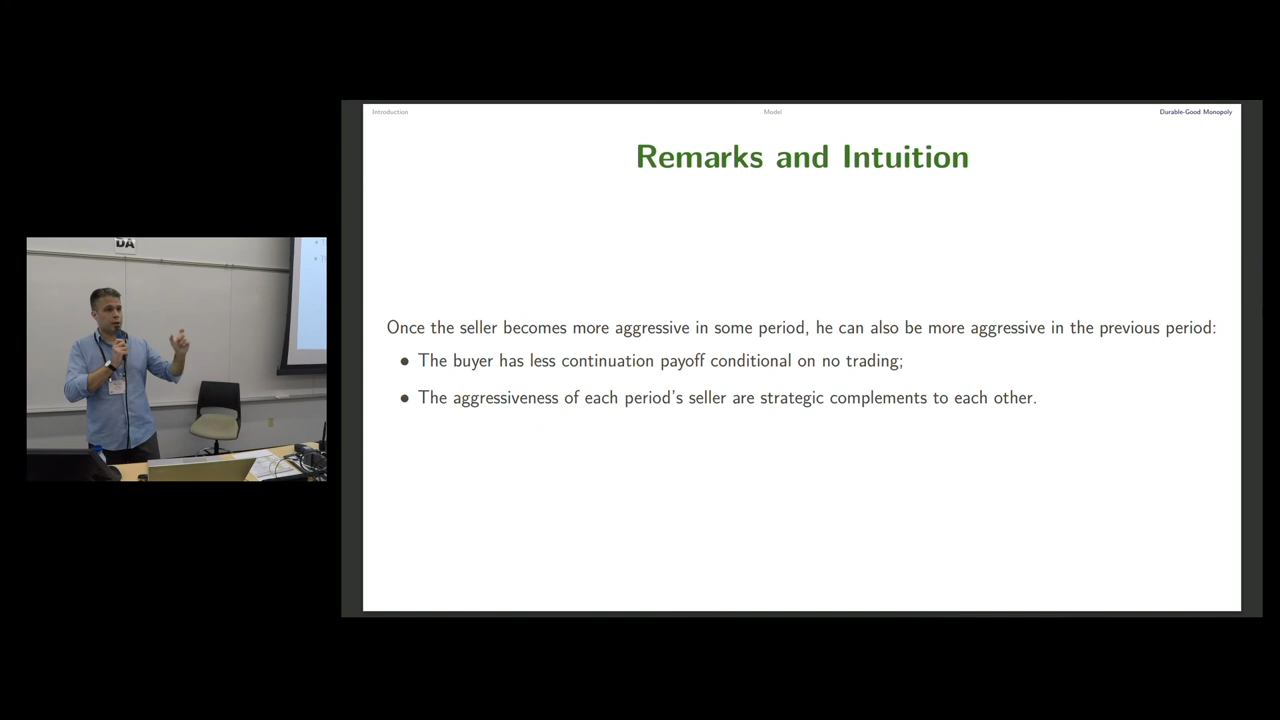 Introduction
Model
Durable-Good Monopoly
Remarks and Intuition
Once the seller becomes more aggressive in some period, he can also be more aggressive in the previous period:
• The buyer has less continuation payoff conditional on no trading;
• The aggressiveness of each period's seller are strategic complements to each other.
DA